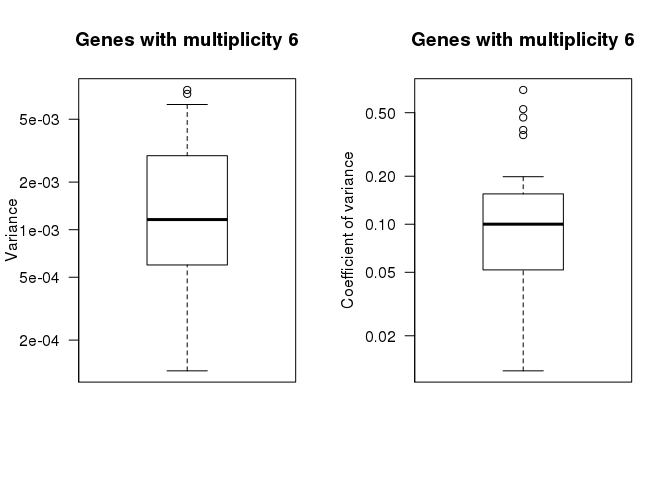 Genes with multiplicity 6
Variance
5e-03
2e-03
1e-03
5e-04
2e-04
Genes with multiplicity 6
Coefficient of variance
0.50
0.20
0.10
0.05
0.02